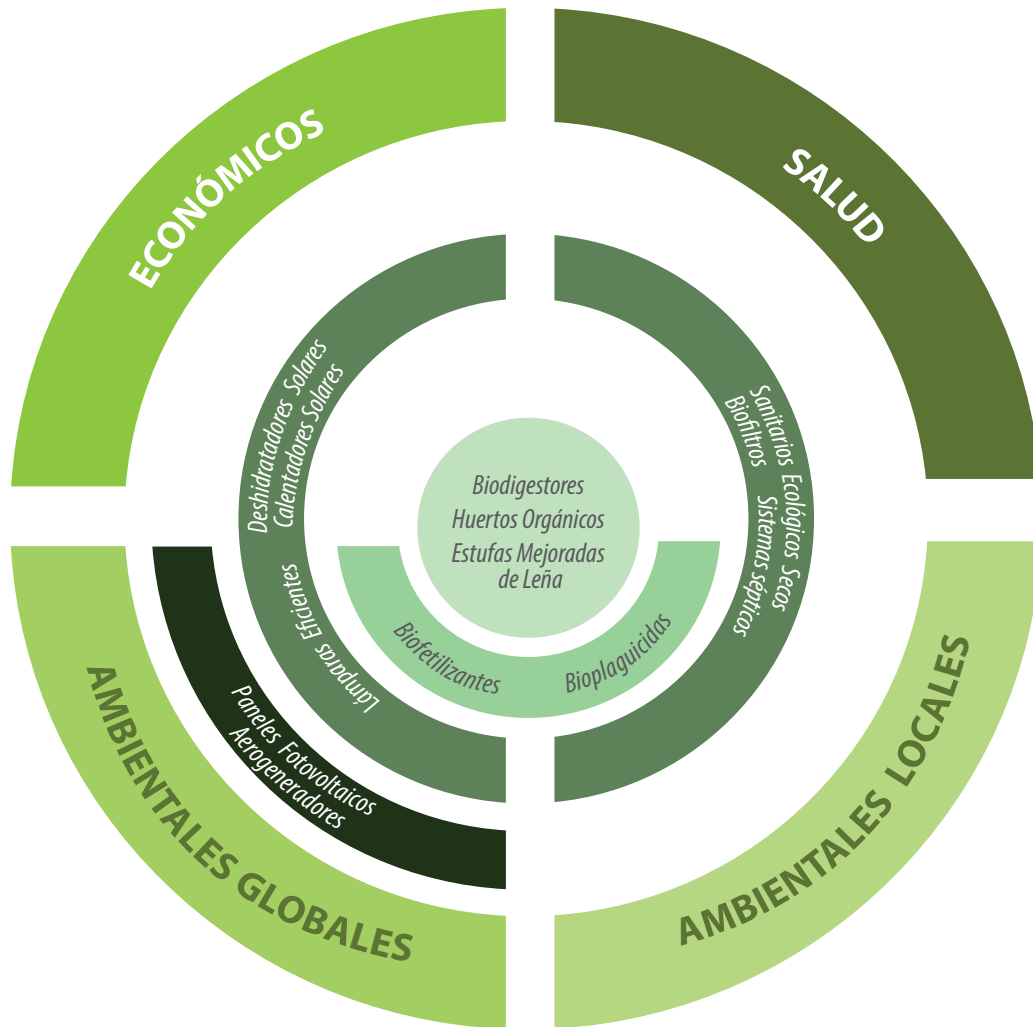 ECONÓMICOS
SALUD
Deshidratadores Solares
Calentadores Solares
Lámparas Eficientes
Sanitarios Ecológicos Secos
Biofiltros Sistemas sépticos
Biodigestores
Huertos Orgánicos
Estufas Mejoradas
de Leña
Biofetilizantes
Bioplaguicidas
Paneles Fotovoltaicos
Aerogeneradores
AMBIENTALES GLOBALES
AMBIENTALES LOCALES